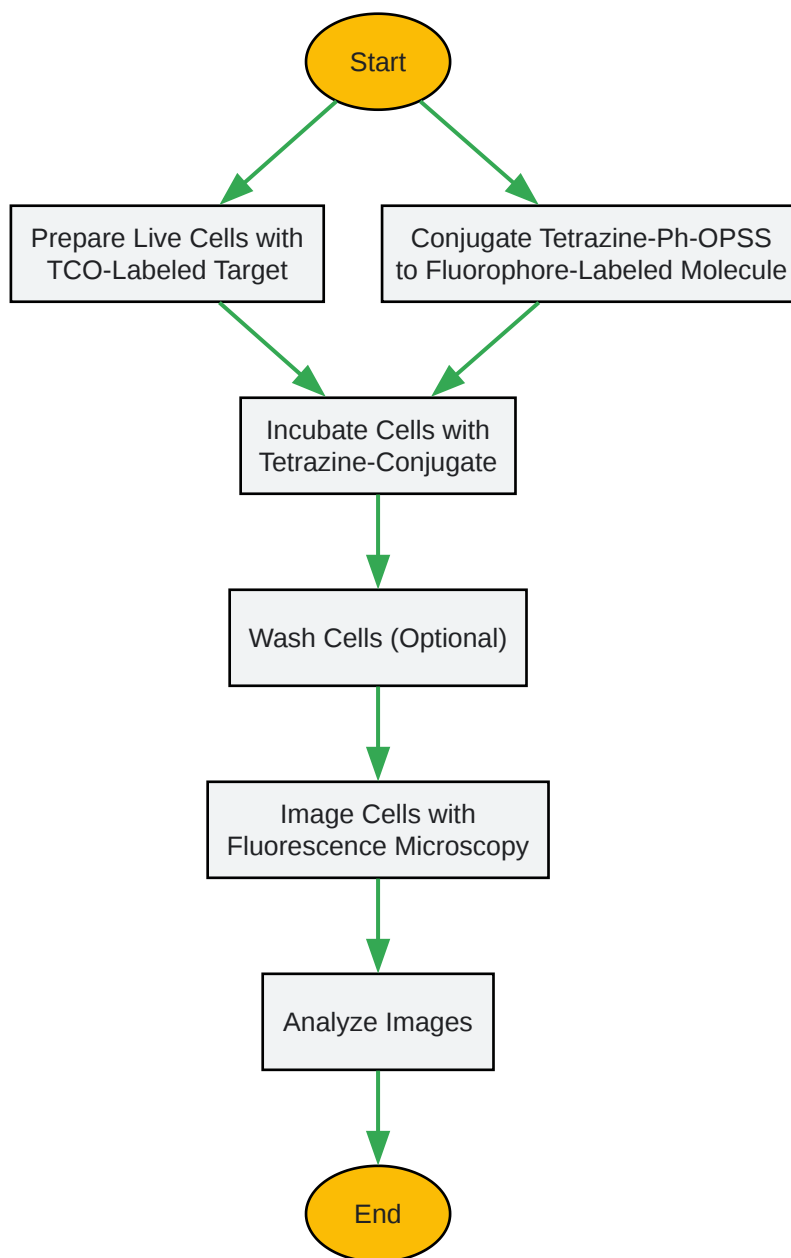 Start
Prepare Live Cells with
TCO-Labeled Target
Conjugate Tetrazine-Ph-OPSS
to Fluorophore-Labeled Molecule
Incubate Cells with
Tetrazine-Conjugate
Wash Cells (Optional)
Image Cells with
Fluorescence Microscopy
Analyze Images
End